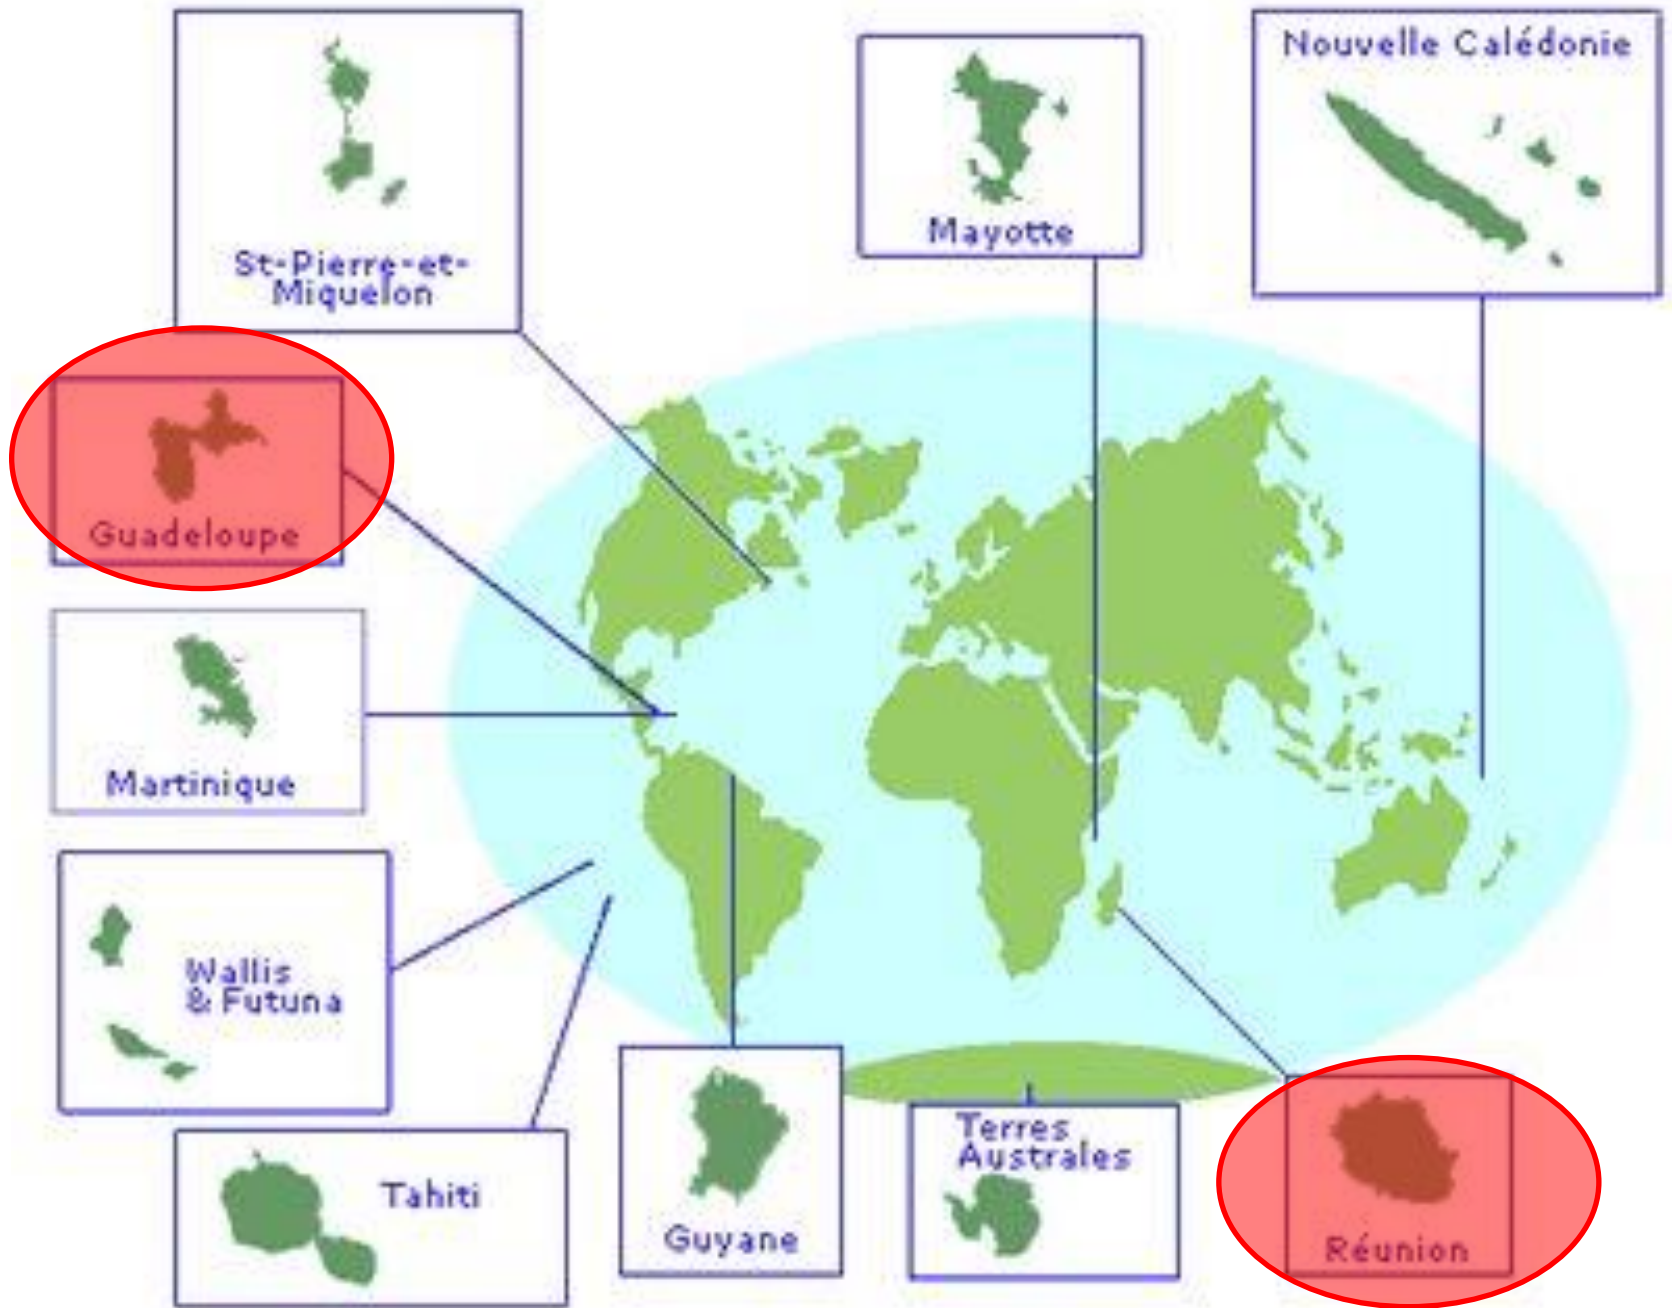 St-Pierre-et-
Miquelon
Mayotte
Nouvelle Calédonie
Guadeloupe
Martinique
Wallis
& Futuna
Tahiti
Guyane
Terres
Australes
Réunion